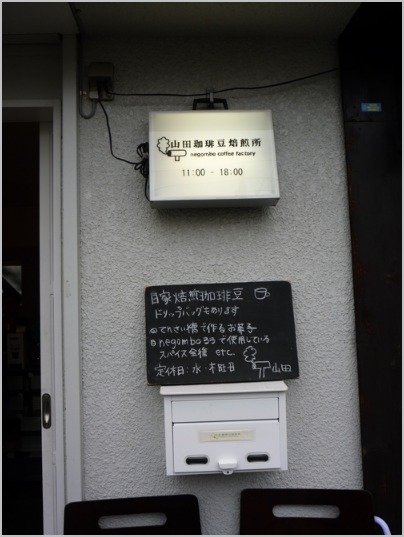 山田珈琲豆焙煎所
negombo coffee factory
11:00 - 18:00
自家焙煎珈琲豆
ドリップバッグもあります
てんさい糖で作るお菓子
negombo33で使用している
スパイス各種 etc.
定休日:水・木曜日
山田